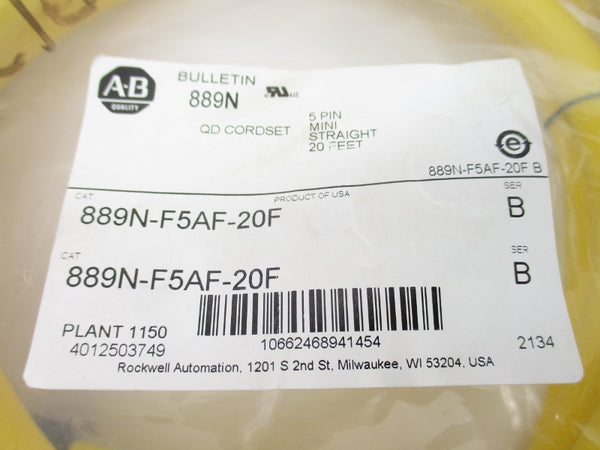 A-B
QUALITY
BULLETIN
889N
c UL us
QD CORDSET
5 PIN
MINI
STRAIGHT
20 FEET
e
889N-F5AF-20F B
PRODUCT OF USA
CAT
SER
889N-F5AF-20F
B
CAT
SER
889N-F5AF-20F
B
PLANT 1150
4012503749
10662468941454
2134
Rockwell Automation, 1201 S 2nd St, Milwaukee, WI 53204, USA